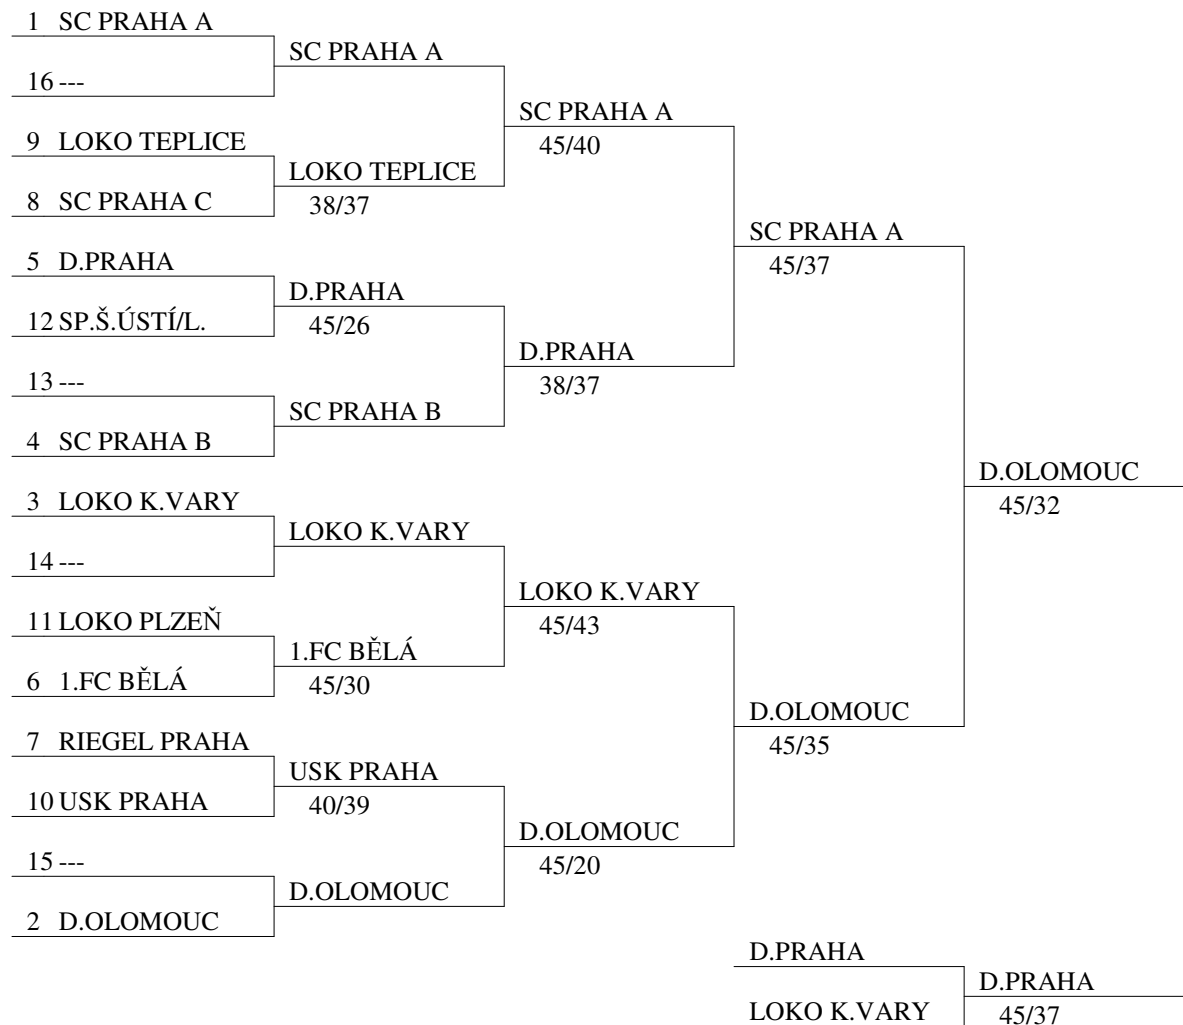 1 SC PRAHA A
SC PRAHA A
16 ---
SC PRAHA A
45/40
9 LOKO TEPLICE
LOKO TEPLICE
38/37
8 SC PRAHA C
SC PRAHA A
45/37
5 D.PRAHA
D.PRAHA
45/26
12 SP.Š.ÚSTÍ/L.
D.PRAHA
38/37
13 ---
SC PRAHA B
4 SC PRAHA B
D.OLOMOUC
45/32
3 LOKO K.VARY
LOKO K.VARY
14 ---
LOKO K.VARY
45/43
11 LOKO PLZEŇ
1.FC BĚLÁ
45/30
6 1.FC BĚLÁ
D.OLOMOUC
45/35
7 RIEGEL PRAHA
USK PRAHA
40/39
10 USK PRAHA
D.OLOMOUC
45/20
15 ---
D.OLOMOUC
2 D.OLOMOUC
D.PRAHA
D.PRAHA
45/37
LOKO K.VARY